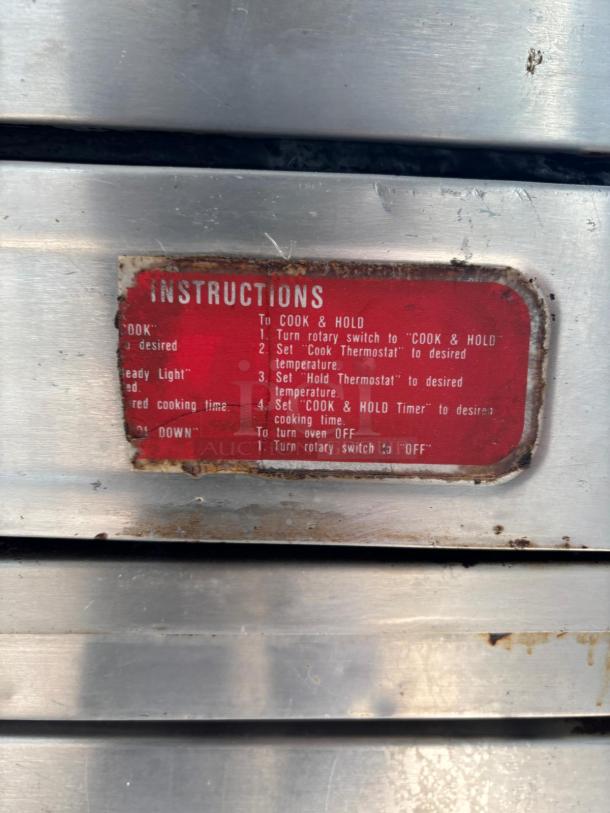 INSTRUCTIONS
To COOK & HOLD
1. Turn rotary switch to "COOK & HOLD"
2. Set "Cook Thermostat" to desired
temperature.
3. Set "Hold Thermostat" to desired
temperature.
4. Set "COOK & HOLD Timer" to desired
cooking time.
To turn oven OFF
1. Turn rotary switch to "OFF"
OOK"
desired
eady Light"
ed.
red cooking time.
DOWN"